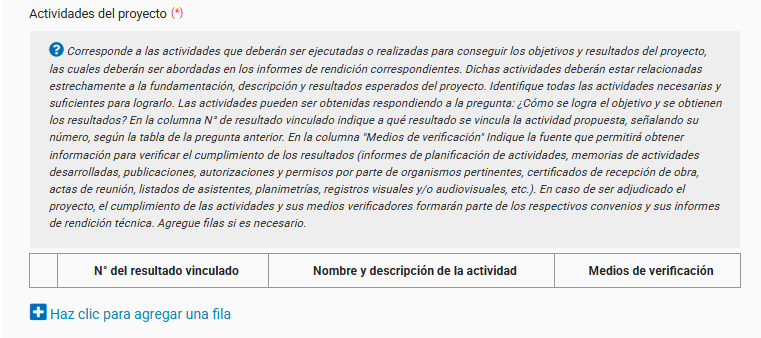 Actividades del proyecto (*)
Corresponde a las actividades que deberán ser ejecutadas o realizadas para conseguir los objetivos y resultados del proyecto,
las cuales deberán ser abordadas en los informes de rendición correspondientes. Dichas actividades deberán estar relacionadas
estrechamente a la fundamentación, descripción y resultados esperados del proyecto. Identifique todas las actividades necesarias y
suficientes para lograrlo. Las actividades pueden ser obtenidas respondiendo a la pregunta: ¿Cómo se logra el objetivo y se obtienen
los resultados? En la columna N° de resultado vinculado indique a qué resultado se vincula la actividad propuesta, señalando su
número, según la tabla de la pregunta anterior. En la columna "Medios de verificación" Indique la fuente que permitirá obtener
información para verificar el cumplimiento de los resultados (informes de planificación de actividades, memorias de actividades
desarrolladas, publicaciones, autorizaciones y permisos por parte de organismos pertinentes, certificados de recepción de obra,
actas de reunión, listados de asistentes, planimetrías, registros visuales y/o audiovisuales, etc.). En caso de ser adjudicado el
proyecto, el cumplimiento de las actividades y sus medios verificadores formarán parte de los respectivos convenios y sus informes
de rendición técnica. Agregue filas si es necesario.
N° del resultado vinculado Nombre y descripción de la actividad Medios de verificación
Haz clic para agregar una fila